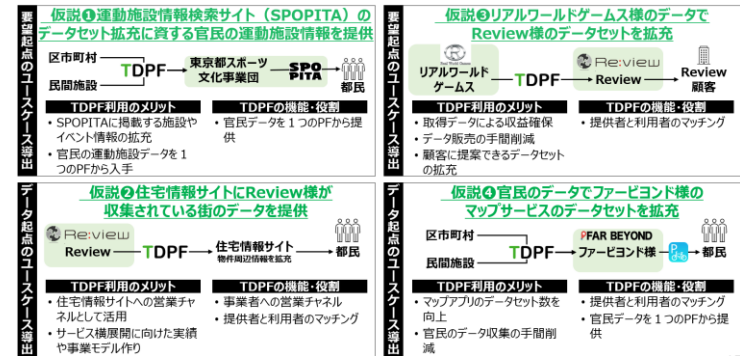 要望起点のユースケース導出
仮説❶運動施設情報検索サイト（SPOPITA）の
データセット拡充に資する官民の運動施設情報を提供
区市町村
民間施設
TDPF
東京都スポーツ
文化事業団
SPO
PITA
都民
TDPF利用のメリット
• SPOPITAに掲載する施設や
イベント情報の拡充
• 官民の運動施設データを１
つのPFから入手
TDPFの機能・役割
• 官民データを１つのPFから提
供
要望起点のユースケース導出
仮説❸リアルワールドゲームス様のデータで
Review様のデータセットを拡充
リアルワールド
ゲームス
TDPF
Re:view
Review
Review
顧客
TDPF利用のメリット
• 取得データによる収益確保
• データ販売の手間削減
• 顧客に提案できるデータセット
の拡充
TDPFの機能・役割
• 提供者と利用者のマッチング
データ起点のユースケース導出
仮説❷住宅情報サイトにReview様が
収集されている街のデータを提供
Re:view
Review
TDPF
住宅情報サイト
物件周辺情報を拡充
都民
TDPF利用のメリット
• 住宅情報サイトへの営業チャ
ネルとして活用
• サービス横展開に向けた実績
や事業モデル作り
TDPFの機能・役割
• 事業者への営業チャネル
• 提供者と利用者のマッチング
データ起点のユースケース導出
仮説❹官民のデータでファービヨンド様の
マップサービスのデータセットを拡充
区市町村
民間施設
TDPF
FAR BEYOND
ファービヨンド様
都民
TDPF利用のメリット
• マップアプリのデータセット数を
向上
• 官民のデータ収集の手間削
減
TDPFの機能・役割
• 提供者と利用者のマッチング
• 官民データを１つのPFから提
供